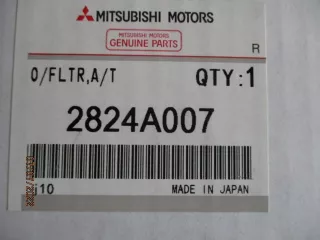 MITSUBISHI MOTORS
MITSUBISHI MOTORS
GENUINE PARTS
R
O/FLTR,A/T QTY:1
2824A007
10 MADE IN JAPAN